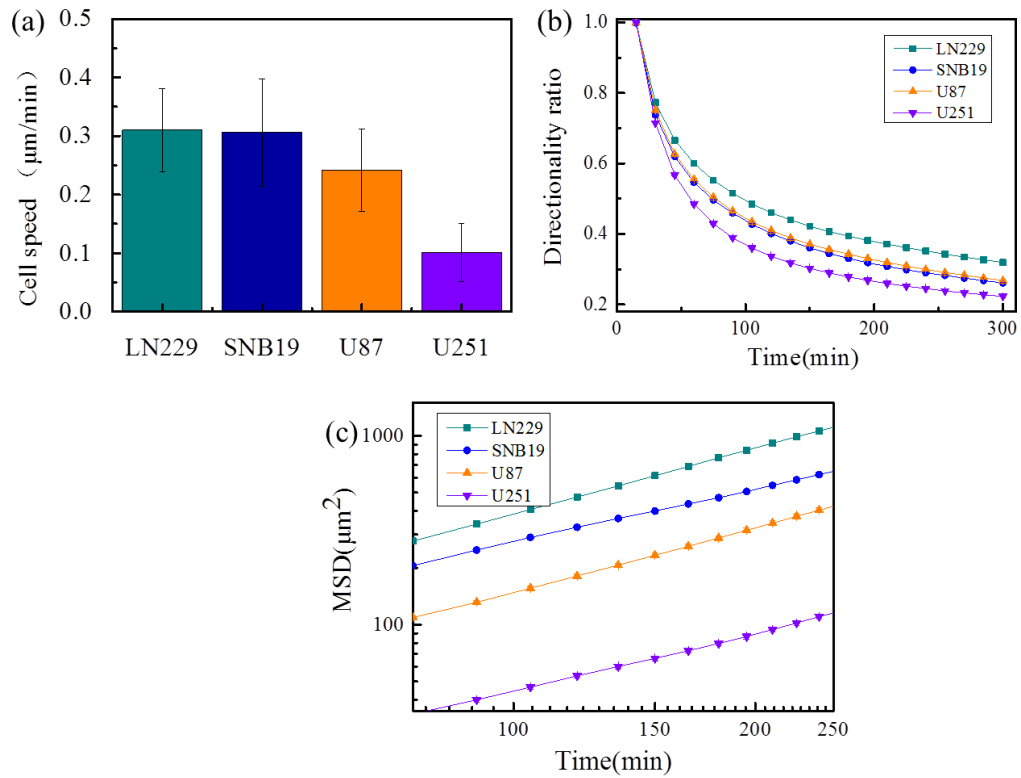 (a)
0.5
0.4
0.3
0.2
0.1
0.0
Cell speed （μm/min）
LN229 SNB19 U87 U251
(b)
1.0
0.8
0.6
0.4
0.2
Directionality ratio
LN229
SNB19
U87
U251
0 100 200 300
Time(min)
(c)
1000
100
MSD(μm²)
LN229
SNB19
U87
U251
100 150 200 250
Time(min)